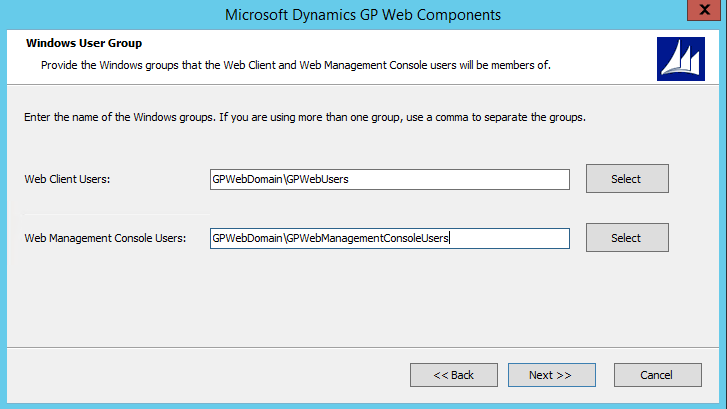 Microsoft Dynamics GP Web Components
X
Windows User Group
Provide the Windows groups that the Web Client and Web Management Console users will be members of.
Enter the name of the Windows groups. If you are using more than one group, use a comma to separate the groups.
Web Client Users: GPWebDomain\GPWebUsers Select
Web Management Console Users: GPWebDomain\GPWebManagementConsoleUsers Select
<< Back Next >> Cancel